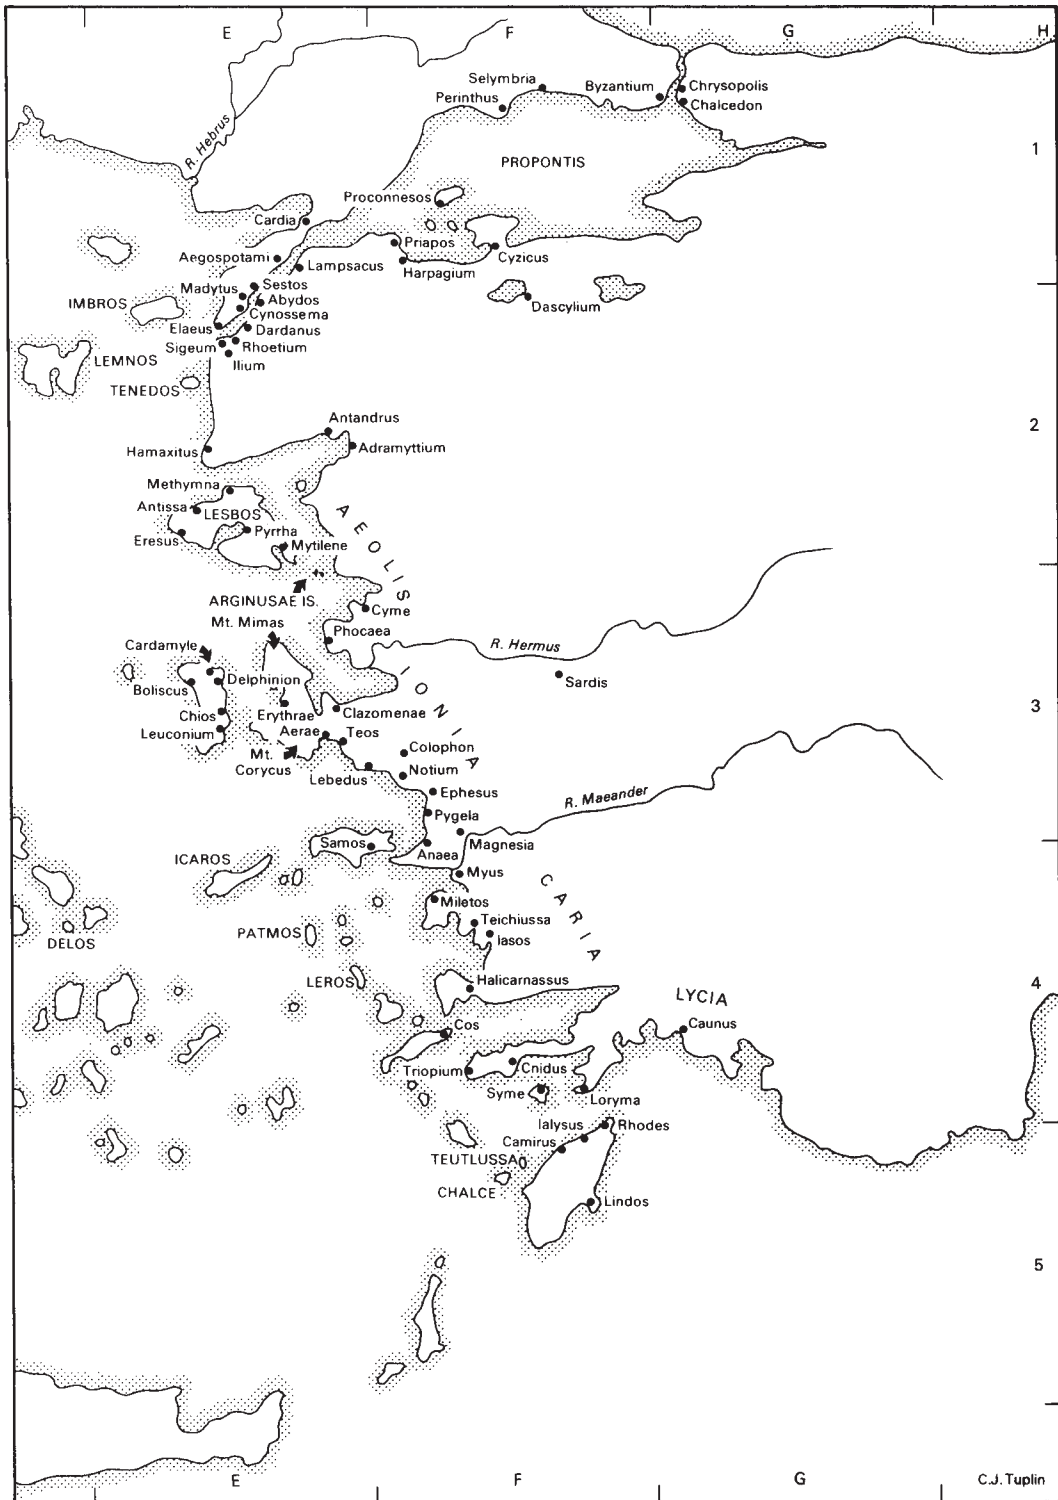 E
F
G
H
Selymbria
Perinthus
Byzantium
Chrysopolis
Chalcedon
R. Hebrus
1
PROPONTIS
Proconnesos
Cardia
Priapos
Aegospotami
Lampsacus
Harpagium
Cyzicus
Madytus
Sestos
IMBROS
Abydos
Cynossema
Dascylium
Elaeus
Dardanus
Sigeum
Rhoetium
LEMNOS
Ilium
TENEDOS
Antandrus
2
Hamaxitus
Adramyttium
Methymna
Antissa
LESBOS
AEOLIS
Eresus
Pyrrha
Mytilene
ARGINUSAE IS.
Cyme
Mt. Mimas
Phocaea
Cardamyle
R. Hermus
Boliscus
Delphinion
Sardis
IONIA
Chios
Erythrae
Clazomenae
3
Leuconium
Aerae
Teos
Mt.
Corycus
Colophon
Lebedus
Notium
Ephesus
R. Maeander
Pygela
Samos
Anaea
Magnesia
ICAROS
Myus
CARIA
Miletos
Teichiussa
DELOS
PATMOS
Iasos
LEROS
Halicarnassus
4
LYCIA
Cos
Caunus
Triopium
Cnidus
Syme
Loryma
Ialysus
Rhodes
Camirus
TEUTLUSSA
CHALCE
Lindos
5
E
F
G
C.J. Tuplin